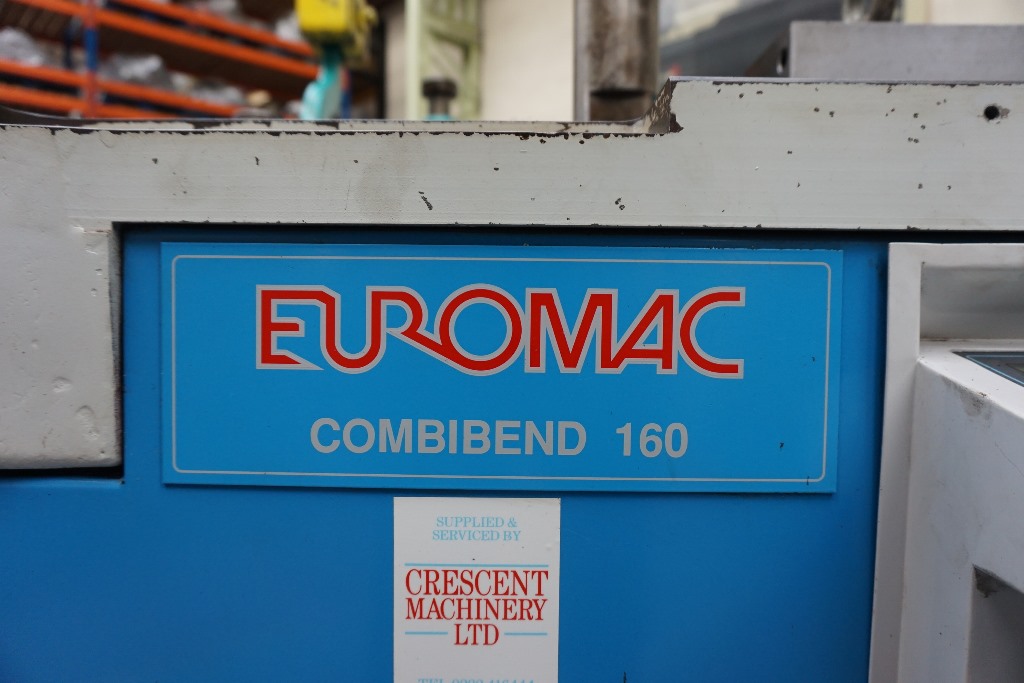 EUROMAC
COMBIBEND 160
SUPPLIED &
SERVICED BY
CRESCENT
MACHINERY
LTD